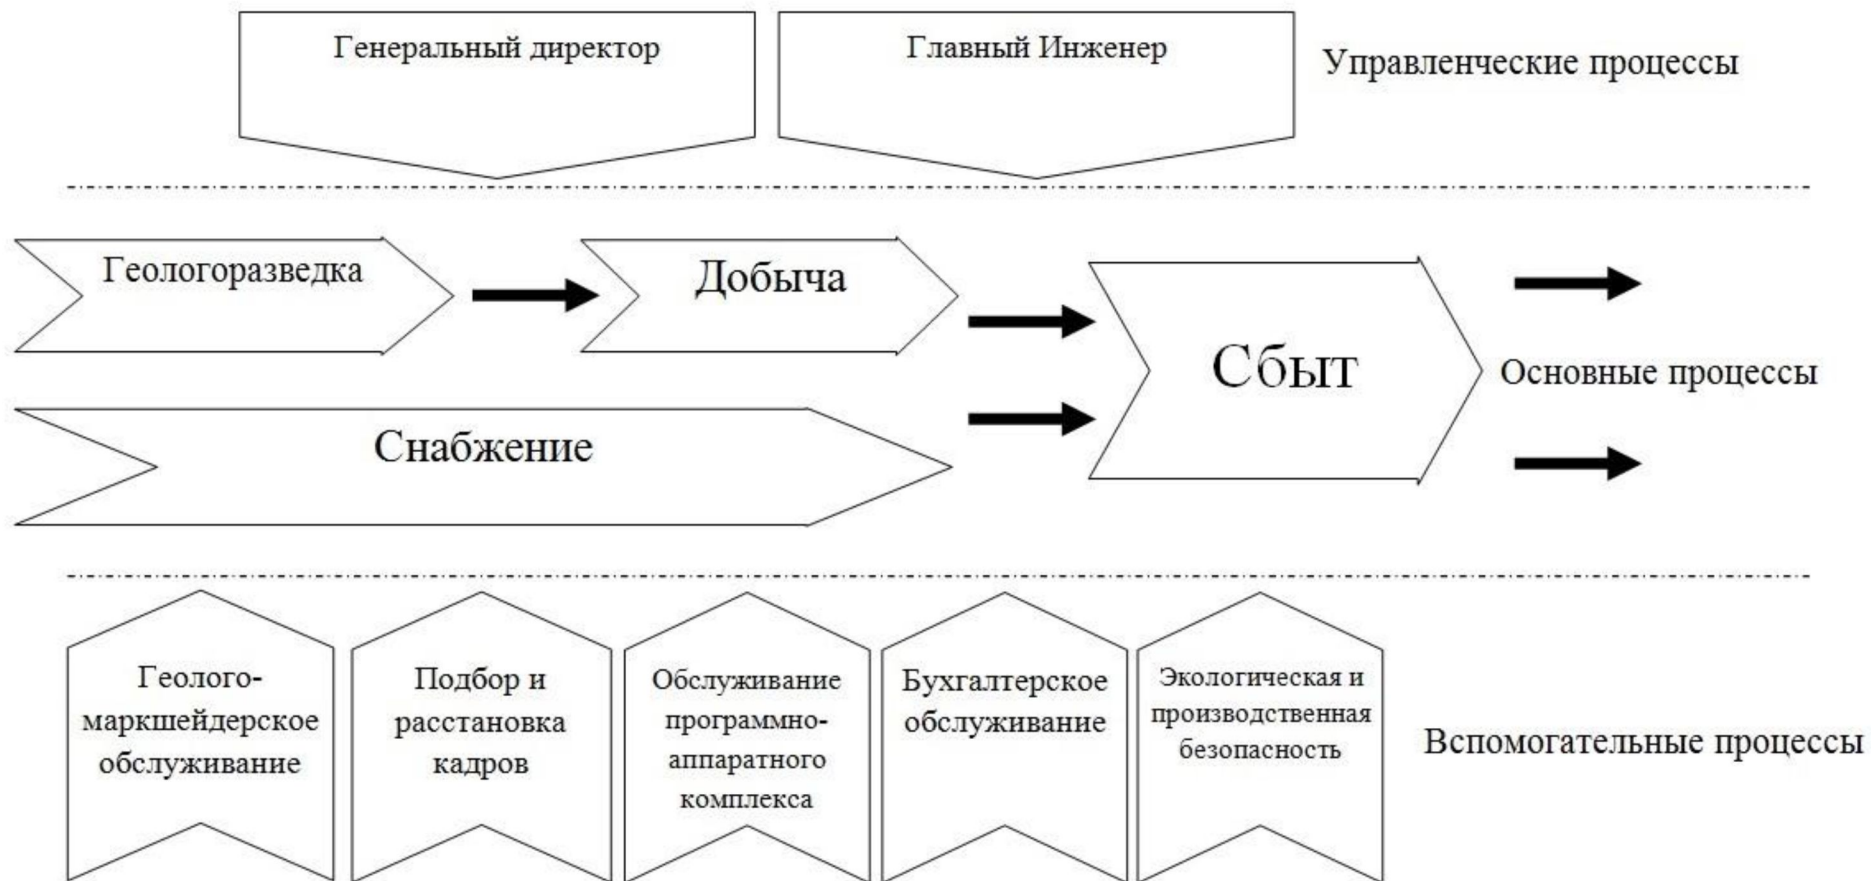 Генеральный директор
Главный Инженер
Управленческие процессы
Геологоразведка
Добыча
Сбыт
Основные процессы
Снабжение
Геолого-
маркшейдерское
обслуживание
Подбор и
расстановка
кадров
Обслуживание
программно-
аппаратного
комплекса
Бухгалтерское
обслуживание
Экологическая и
производственная
безопасность
Вспомогательные процессы